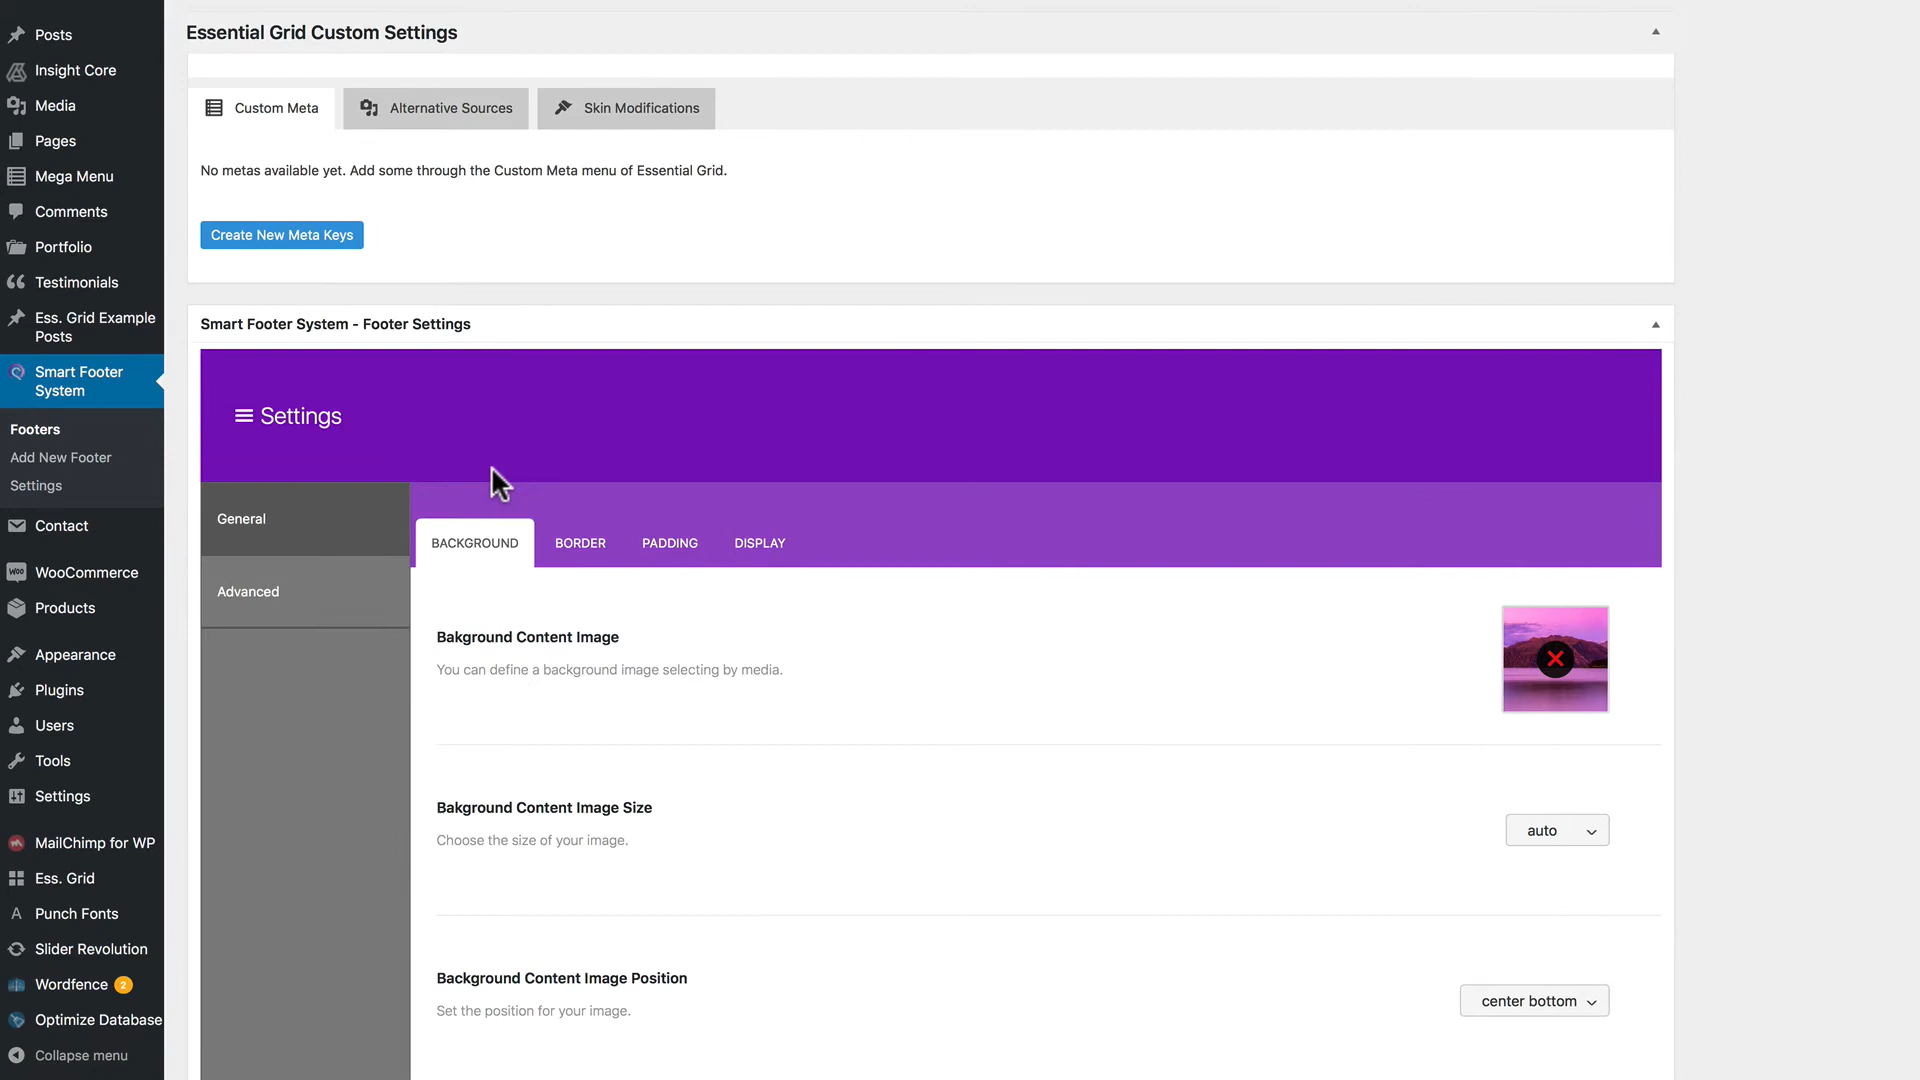 Posts
Insight Core
Media
Pages
Mega Menu
Comments
Portfolio
Testimonials
Ess. Grid Example
Posts
Smart Footer
System
Footers
Add New Footer
Settings
Contact
WooCommerce
Products
Appearance
Plugins
Users
Tools
Settings
MailChimp for WP
Ess. Grid
Punch Fonts
Slider Revolution
Wordfence 2
Optimize Database
Collapse menu
Essential Grid Custom Settings
Custom Meta
Alternative Sources
Skin Modifications
No metas available yet. Add some through the Custom Meta menu of Essential Grid.
Create New Meta Keys
Smart Footer System - Footer Settings
Settings
General
Advanced
BACKGROUND
BORDER
PADDING
DISPLAY
Bakground Content Image
You can define a background image selecting by media.
Bakground Content Image Size
Choose the size of your image.
auto
Background Content Image Position
Set the position for your image.
center bottom